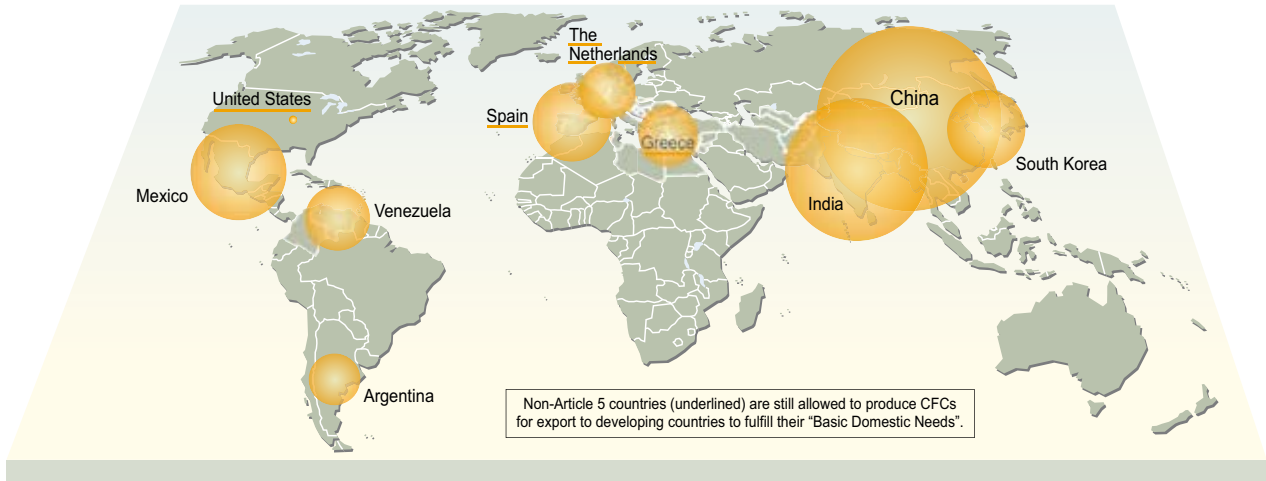 The
Netherlands
United States
China
Spain
Greece
South Korea
Mexico
India
Venezuela
Argentina
Non-Article 5 countries (underlined) are still allowed to produce CFCs
for export to developing countries to fulfill their “Basic Domestic Needs”.